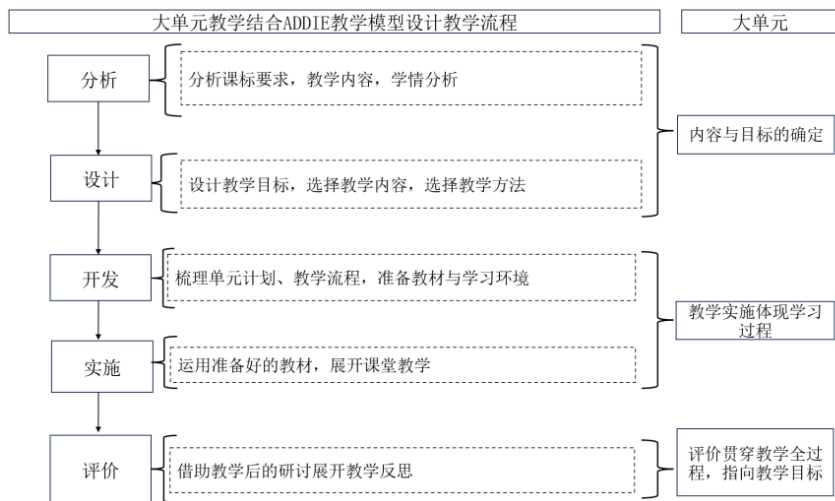 大单元教学结合ADDIE教学模型设计教学流程
大单元
分析
分析课标要求，教学内容，学情分析
内容与目标的确定
设计
设计教学目标，选择教学内容，选择教学方法
开发
梳理单元计划、教学流程，准备教材与学习环境
教学实施体现学习
过程
实施
运用准备好的教材，展开课堂教学
评价
借助教学后的研讨展开教学反思
评价贯穿教学全过
程，指向教学目标